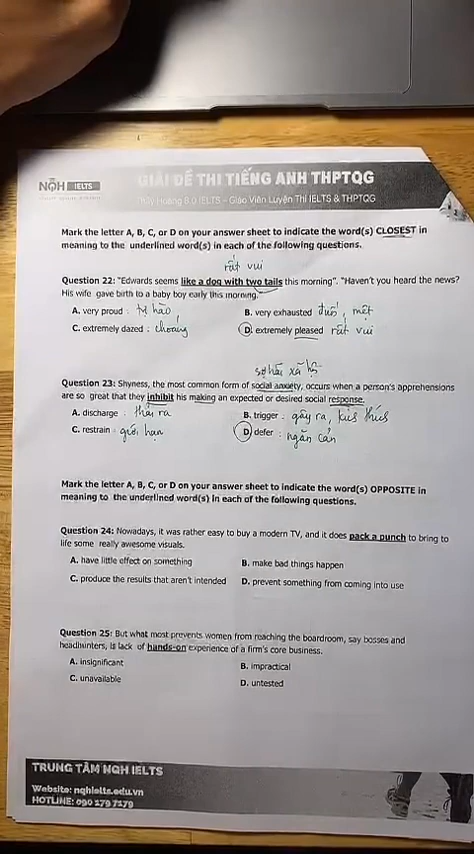 NQH IELTS
GIẢI ĐỀ THI TIẾNG ANH THPTQG
Thầy Hoàng 8.0 IELTS - Giáo Viên Luyện Thi IELTS & THPTQG
Mark the letter A, B, C, or D on your answer sheet to indicate the word(s) CLOSEST in
meaning to the underlined word(s) in each of the following questions.
rất vui
Question 22: "Edwards seems like a dog with two tails this morning". "Haven't you heard the news?
His wife gave birth to a baby boy early this morning."
A. very proud : tự hào
B. very exhausted đuối, mệt
C. extremely dazed : choáng
D. extremely pleased rất vui
sợ hãi xã hội
Question 23: Shyness, the most common form of social anxiety, occurs when a person's apprehensions
are so great that they inhibit his making an expected or desired social response.
A. discharge : thải ra
B. trigger : gây ra, kích thích
C. restrain : giới hạn
D. defer : ngăn cản
Mark the letter A, B, C, or D on your answer sheet to indicate the word(s) OPPOSITE in
meaning to the underlined word(s) in each of the following questions.
Question 24: Nowadays, it was rather easy to buy a modern TV, and it does pack a punch to bring to
life some really awesome visuals.
A. have little effect on something
B. make bad things happen
C. produce the results that aren't intended
D. prevent something from coming into use
Question 25: But what most prevents women from reaching the boardroom, say bosses and
headhunters, is lack of hands-on experience of a firm's core business.
A. insignificant
B. impractical
C. unavailable
D. untested
TRUNG TÂM NQH IELTS
Website: nqhielts.edu.vn
HOTLINE: 090 279 7179